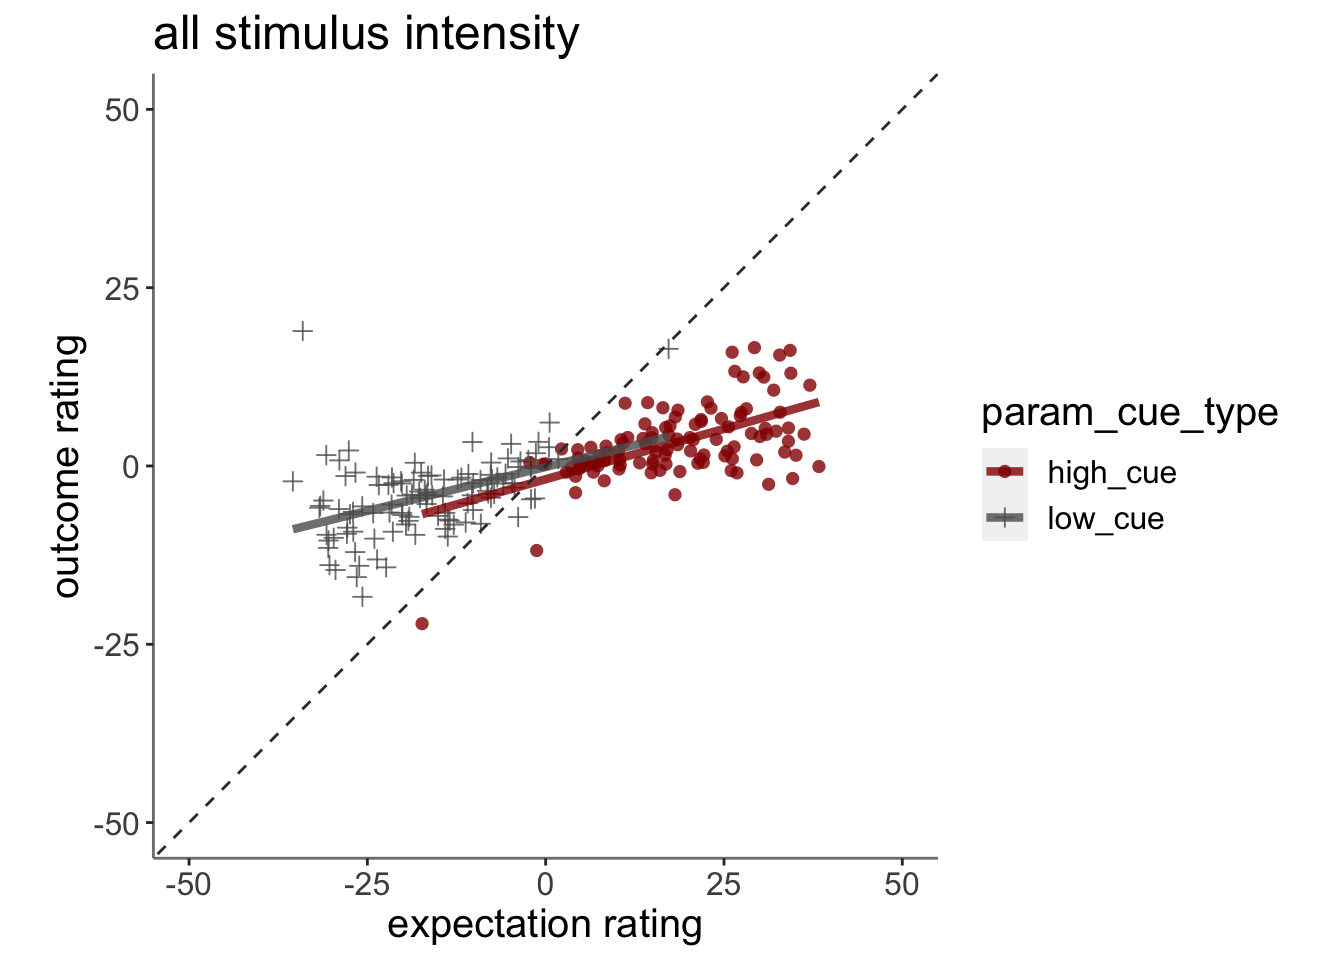 all stimulus intensity
50
25
0
-25
-50
outcome rating
-50
-25
0
25
50
expectation rating
param_cue_type
high_cue
low_cue